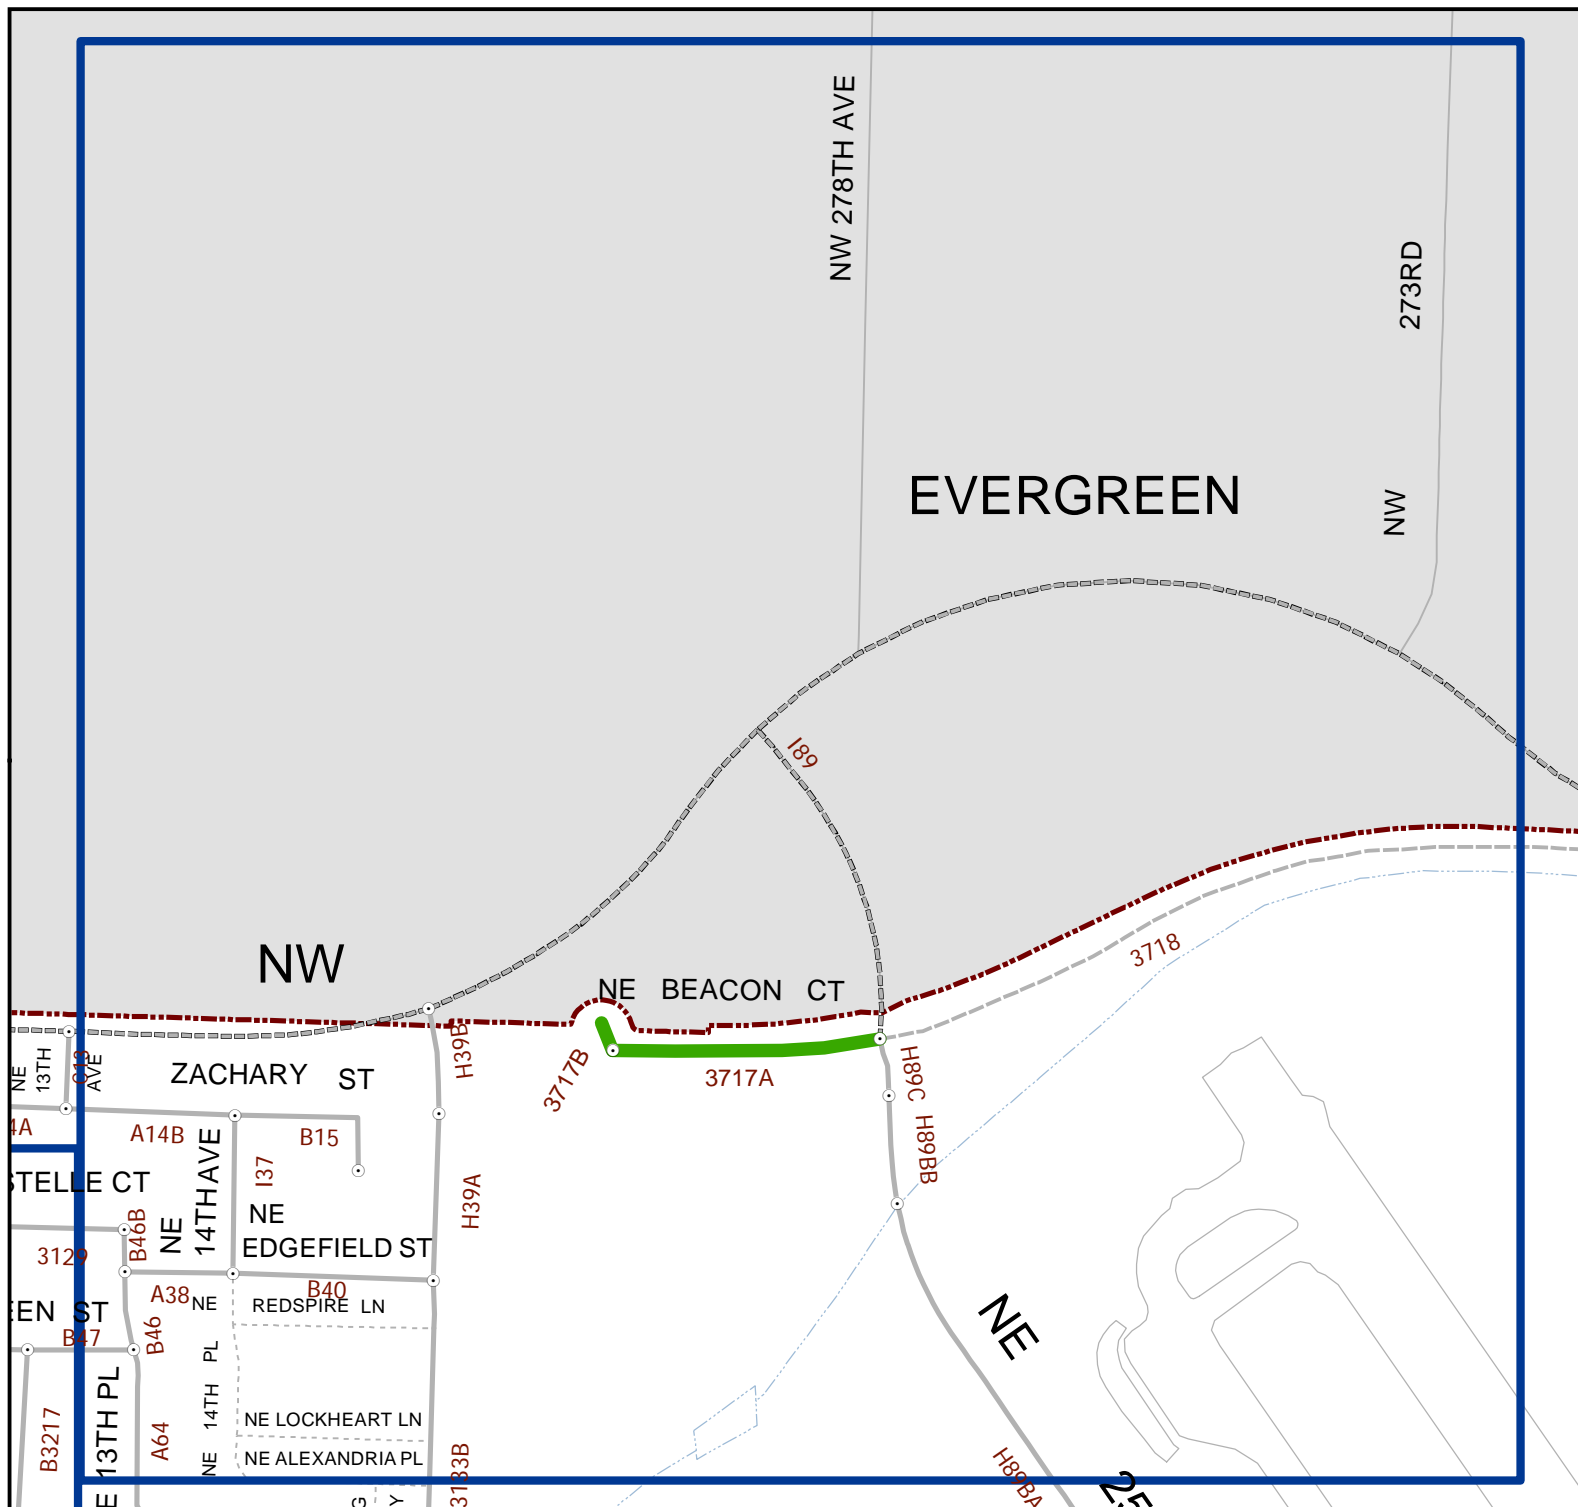 NW 278TH AVE
273RD
NW
EVERGREEN
I89
NW
NE BEACON CT
3718
H39B
3717B
3717A
H89C
H89BB
NE
13TH
AVE
ZACHARY ST
4A
A14B
B15
STELLE CT
NE
14TH AVE
I37
NE
EDGEFIELD ST
H39A
B46B
3129
A38
B40
NE
REDSPIRE LN
EEN ST
B47
B46
NE
14TH
PL
NE LOCKHEART LN
NE ALEXANDRIA PL
NE
B3217
E 13TH PL
A64
3133B
G
Y
H89BA
25